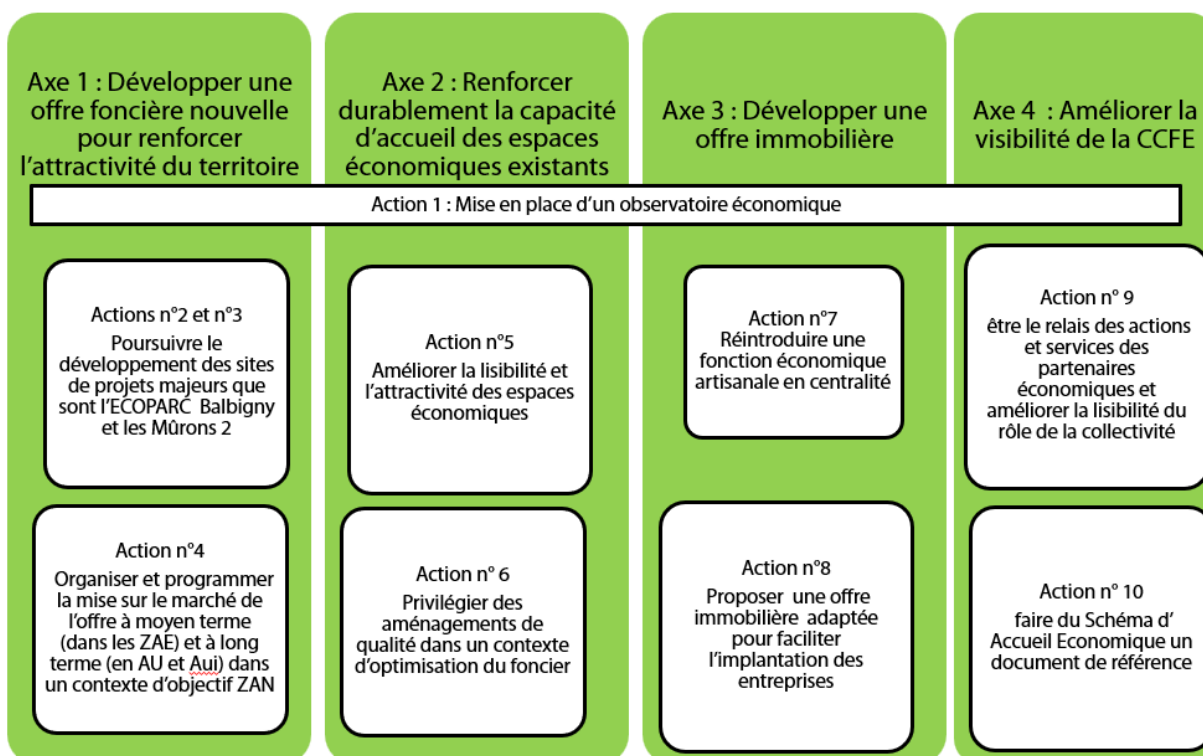 Axe 1 : Développer une
offre foncière nouvelle
pour renforcer
l'attractivité du territoire
Axe 2 : Renforcer
durablement la capacité
d'accueil des espaces
économiques existants
Axe 3 : Développer une
offre immobilière
Axe 4 : Améliorer la
visibilité de la CCFE
Action 1 : Mise en place d'un observatoire économique
Actions n°2 et n°3
Poursuivre le
développement des sites
de projets majeurs que
sont l'ECOPARC Balbigny
et les Mûrons 2
Action n°4
Organiser et programmer
la mise sur le marché de
l'offre à moyen terme
(dans les ZAE) et à long
terme (en AU et Aui) dans
un contexte d'objectif ZAN
Action n°5
Améliorer la lisibilité et
l'attractivité des espaces
économiques
Action n° 6
Privilégier des
aménagements de
qualité dans un contexte
d'optimisation du foncier
Action n°7
Réintroduire une
fonction économique
artisanale en centralité
Action n°8
Proposer une offre
immobilière adaptée
pour faciliter
l'implantation des
entreprises
Action n° 9
être le relais des actions
et services des
partenaires
économiques et
améliorer la lisibilité du
rôle de la collectivité
Action n° 10
faire du Schéma d'
Accueil Economique un
document de référence